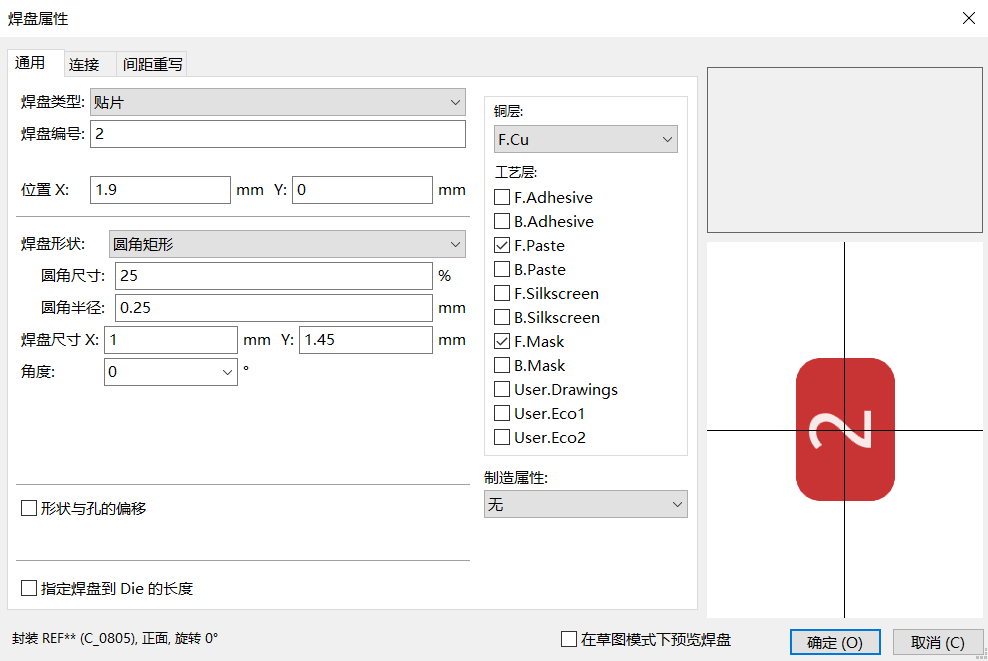 焊盘属性
通用 连接 间距重写
焊盘类型: 贴片
焊盘编号: 2
位置 X: 1.9 mm Y: 0 mm
焊盘形状: 圆角矩形
圆角尺寸: 25 %
圆角半径: 0.25 mm
焊盘尺寸 X: 1 mm Y: 1.45 mm
角度: 0 °
形状与孔的偏移
指定焊盘到 Die 的长度
铜层:
F.Cu
工艺层:
F.Adhesive
B.Adhesive
F.Paste
B.Paste
F.Silkscreen
B.Silkscreen
F.Mask
B.Mask
User.Drawings
User.Eco1
User.Eco2
制造属性:
无
2
封装 REF** (C_0805), 正面, 旋转 0°
在草图模式下预览焊盘
确定 (O) 取消 (C)